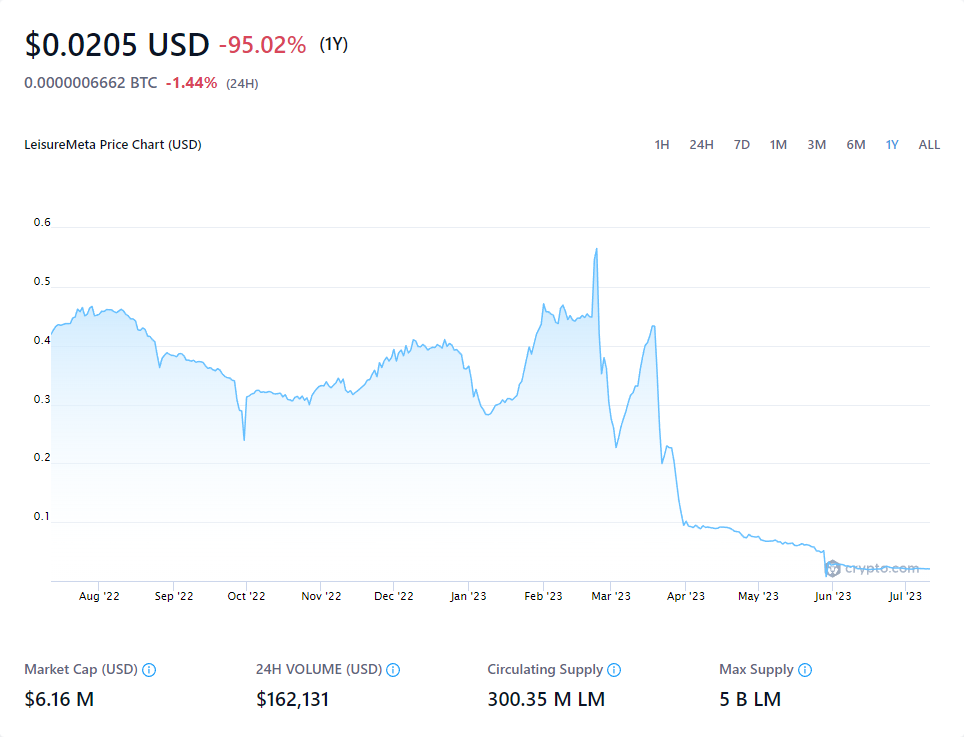 $0.0205 USD -95.02% (1Y)
0.0000006662 BTC -1.44% (24H)
LeisureMeta Price Chart (USD) 1H 24H 7D 1M 3M 6M 1Y ALL
0.6
0.5
0.4
0.3
0.2
0.1
crypto.com
Aug '22 Sep '22 Oct '22 Nov '22 Dec '22 Jan '23 Feb '23 Mar '23 Apr '23 May '23 Jun '23 Jul '23
Market Cap (USD) 24H VOLUME (USD) Circulating Supply Max Supply
$6.16 M $162,131 300.35 M LM 5 B LM